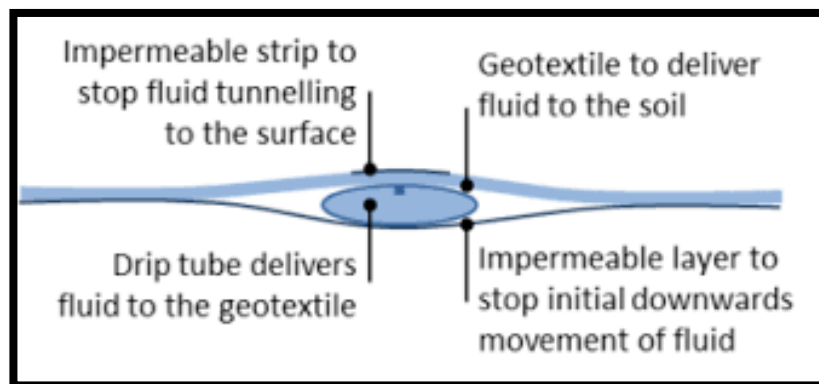 Impermeable strip to
stop fluid tunnelling
to the surface
Geotextile to deliver
fluid to the soil
Drip tube delivers
fluid to the geotextile
Impermeable layer to
stop initial downwards
movement of fluid